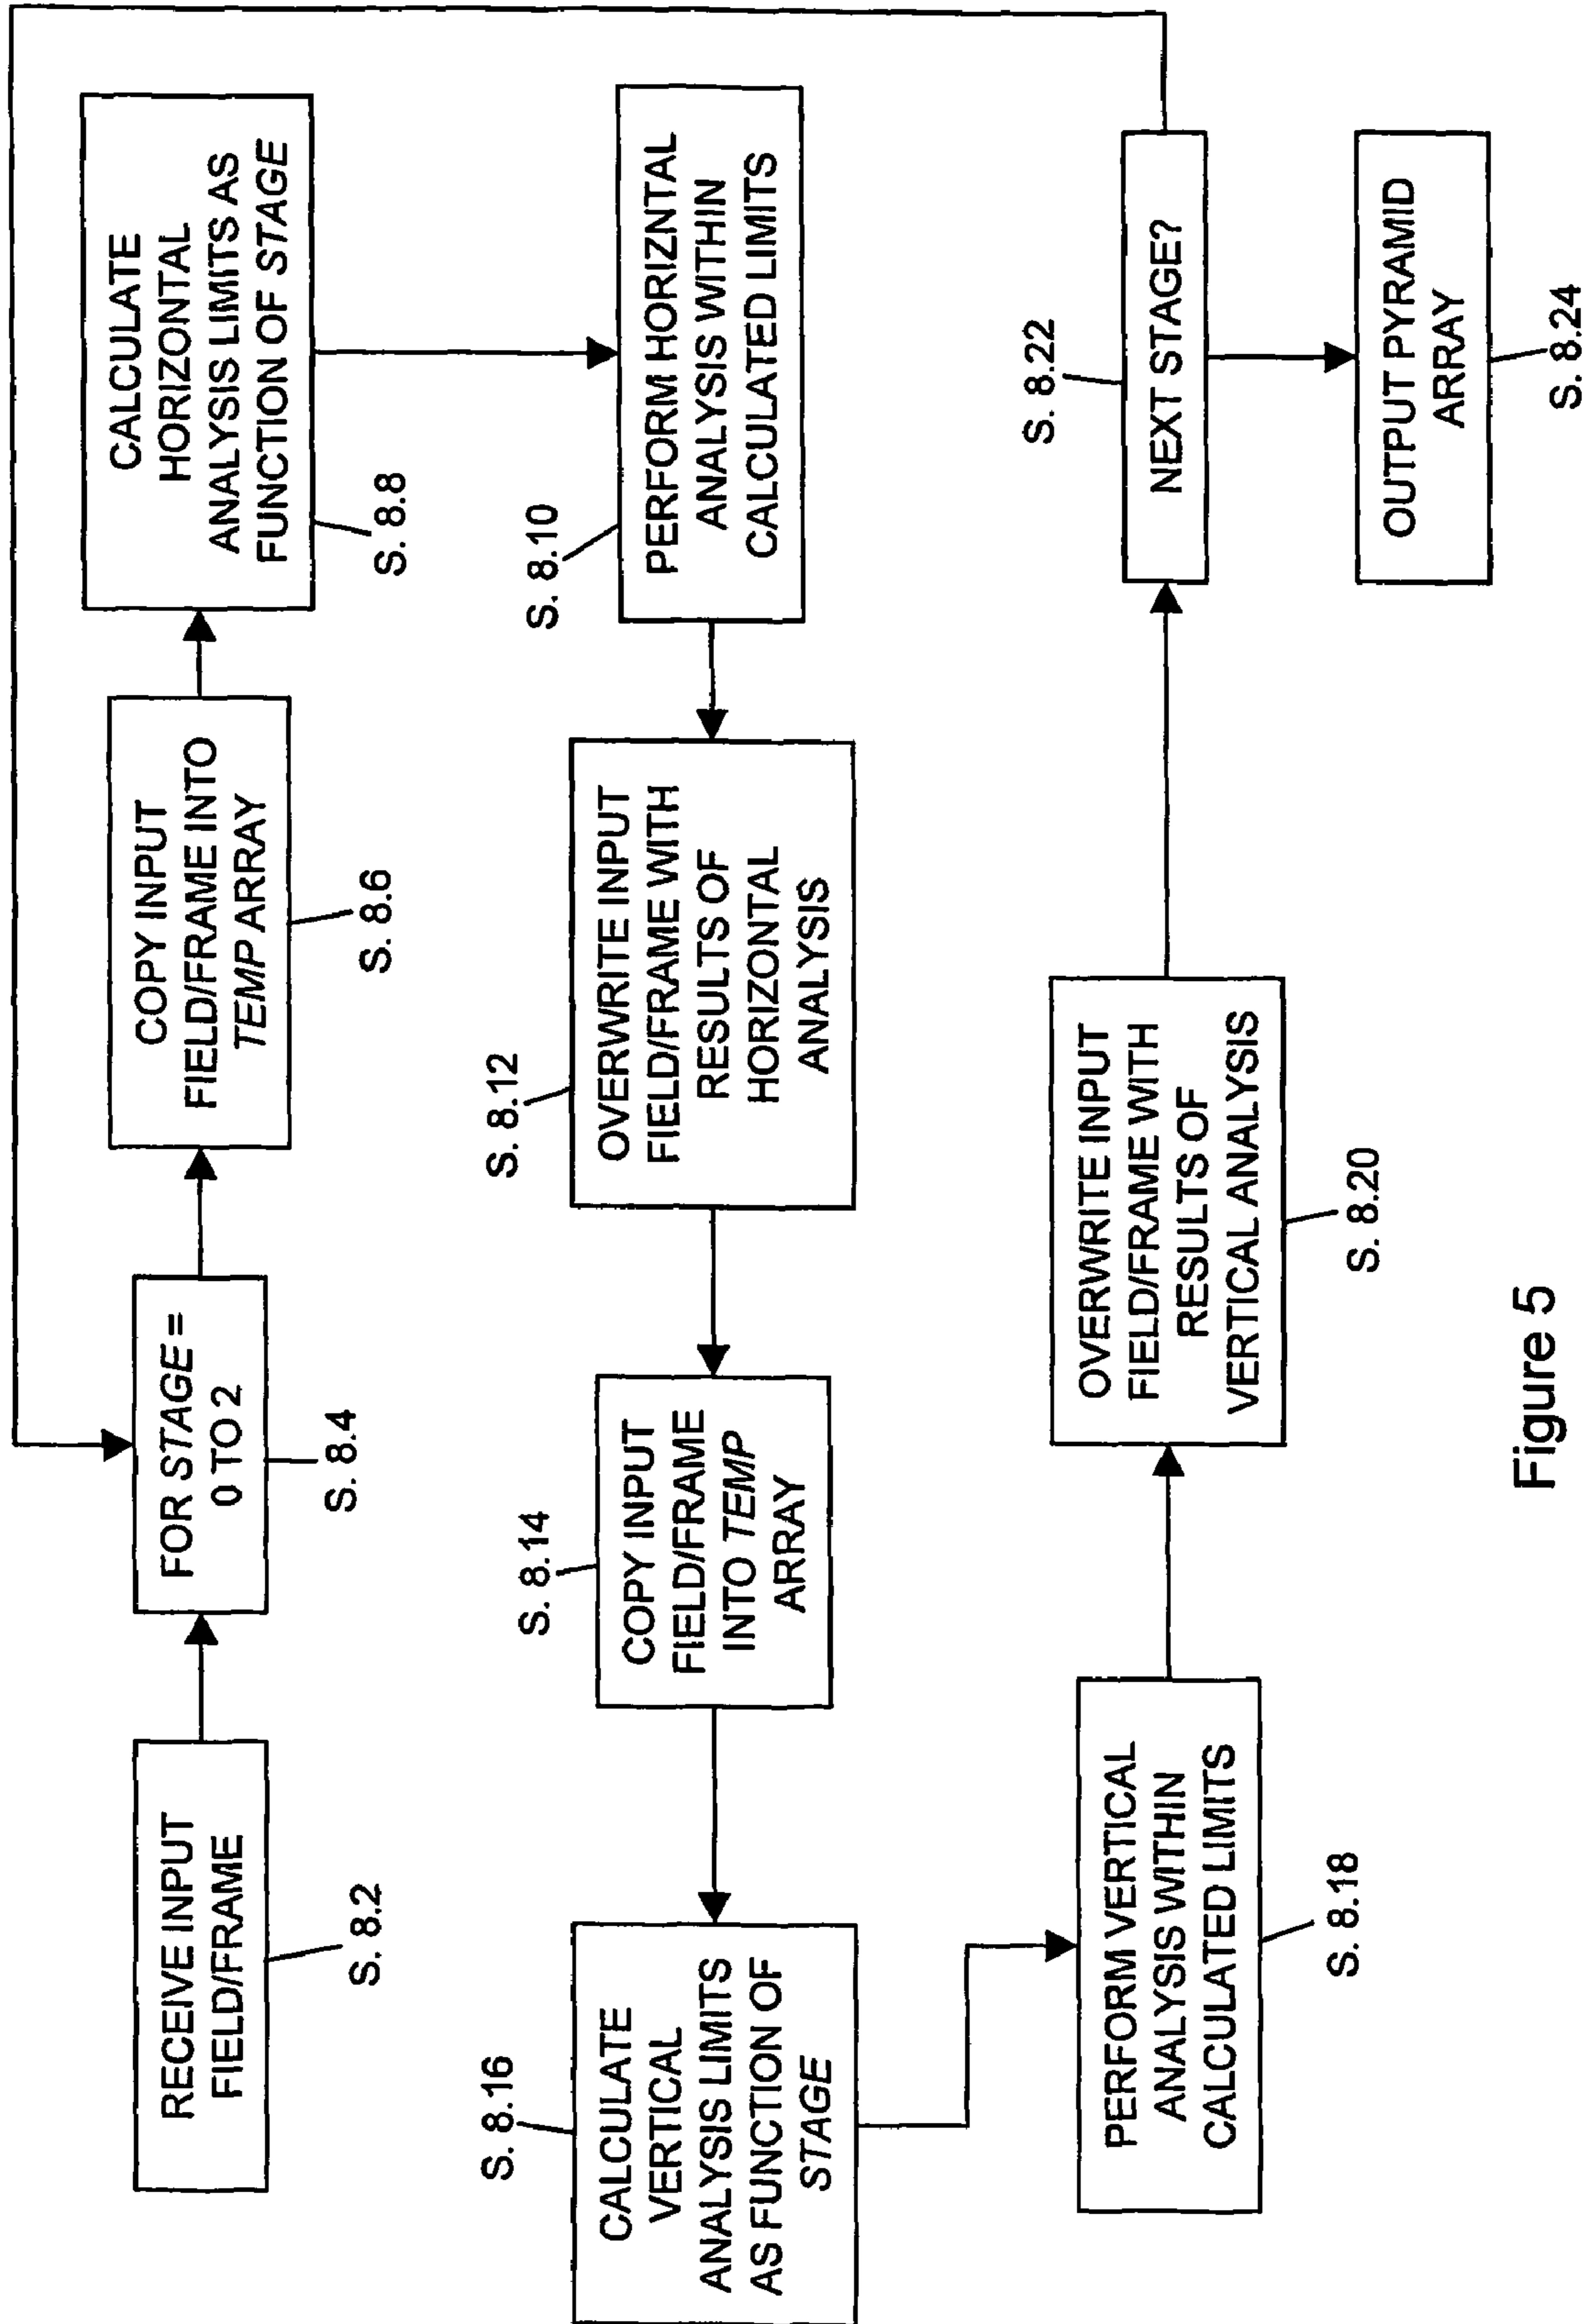 RECEIVE INPUT
FIELD/FRAME
S. 8.2
FOR STAGE =
0 TO 2
S. 8.4
COPY INPUT
FIELD/FRAME INTO
TEMP ARRAY
S. 8.6
CALCULATE
HORIZONTAL
ANALYSIS LIMITS AS
FUNCTION OF STAGE
S. 8.8
S. 8.10
PERFORM HORIZNTAL
ANALYSIS WITHIN
CALCULATED LIMITS
S. 8.12
OVERWRITE INPUT
FIELD/FRAME WITH
RESULTS OF
HORIZONTAL
ANALYSIS
S. 8.14
COPY INPUT
FIELD/FRAME
INTO TEMP
ARRAY
S. 8.16
CALCULATE
VERTICAL
ANALYSIS LIMITS
AS FUNCTION OF
STAGE
PERFORM VERTICAL
ANALYSIS WITHIN
CALCULATED LIMITS
S. 8.18
OVERWRITE INPUT
FIELD/FRAME WITH
RESULTS OF
VERTICAL ANALYSIS
S. 8.20
S. 8.22
NEXT STAGE?
OUTPUT PYRAMID
ARRAY
S. 8.24
Figure 5